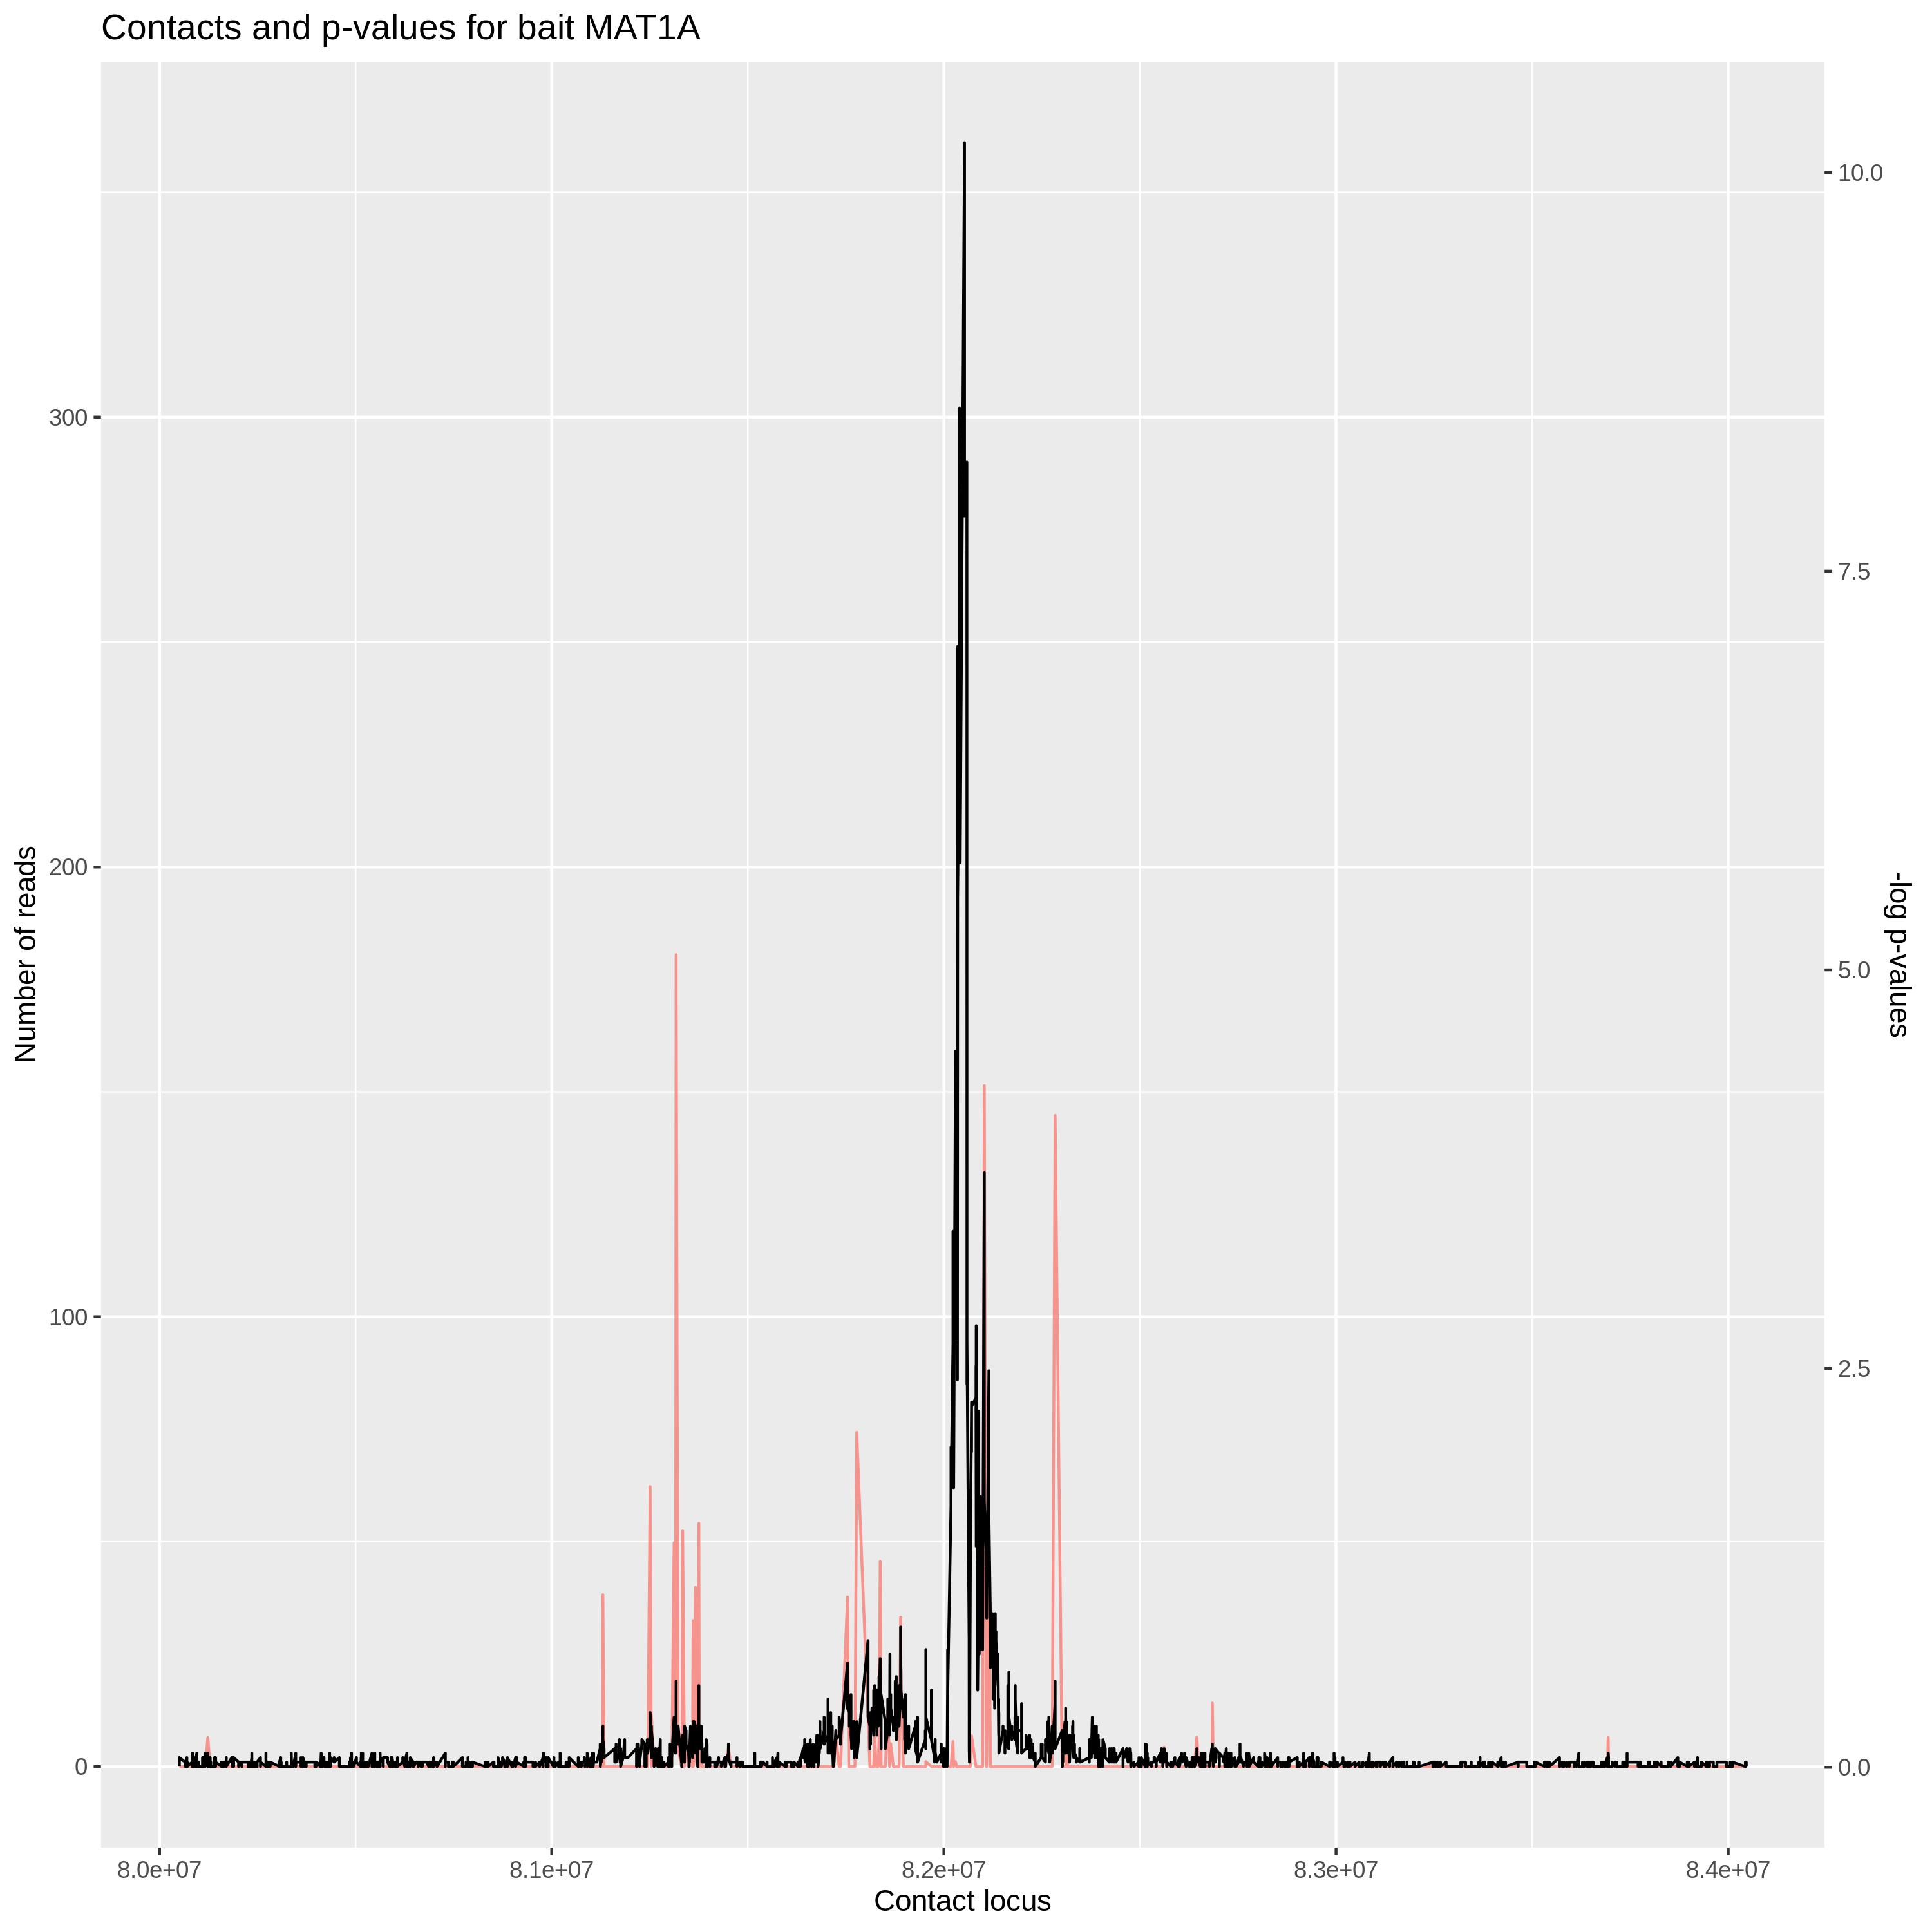 Contacts and p-values for bait MAT1A
300
200
100
0
Number of reads
10.0
7.5
5.0
2.5
0.0
-log p-values
8.0e+07
8.1e+07
8.2e+07
8.3e+07
8.4e+07
Contact locus